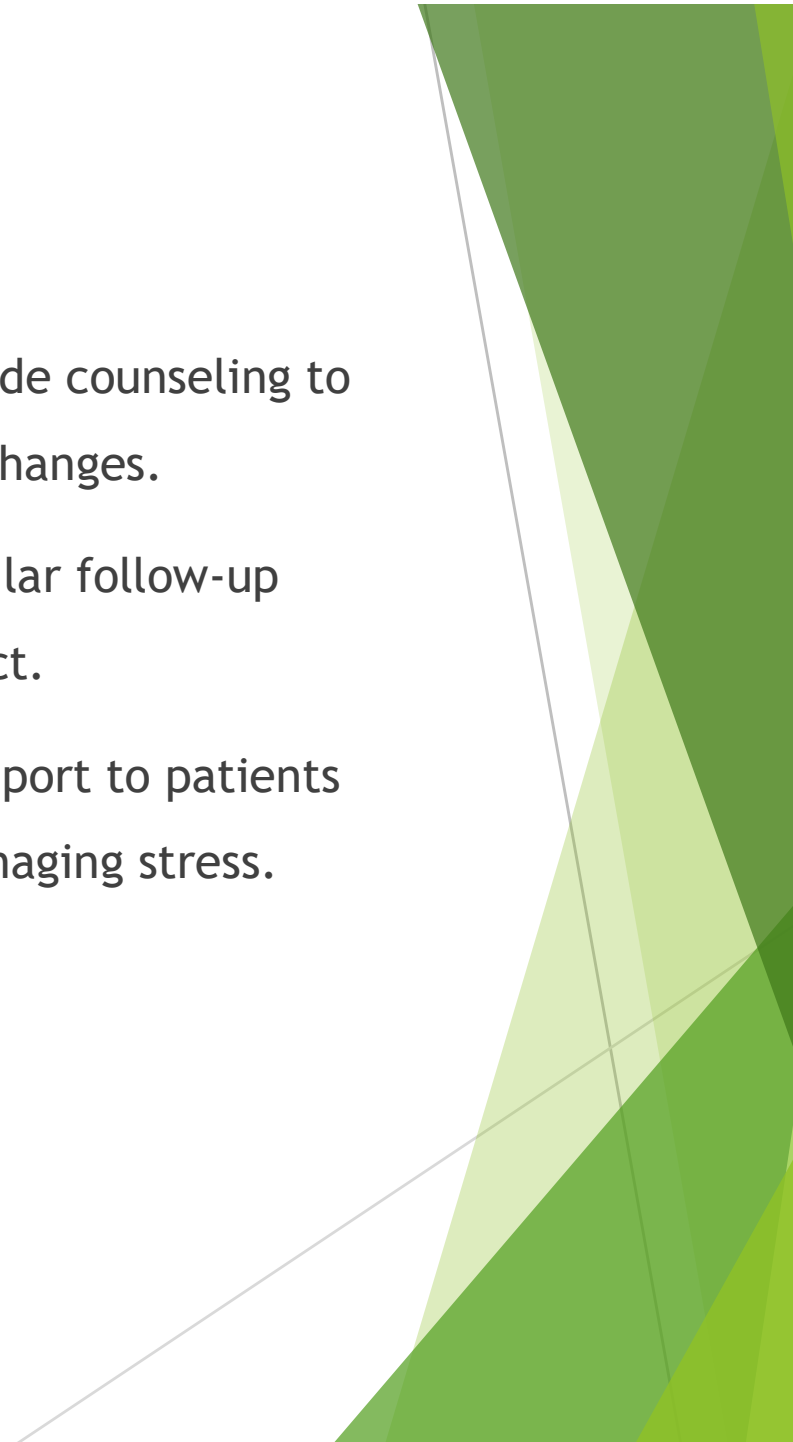 de counseling to
hanges.
lar follow-up
ct.
port to patients
naging stress.